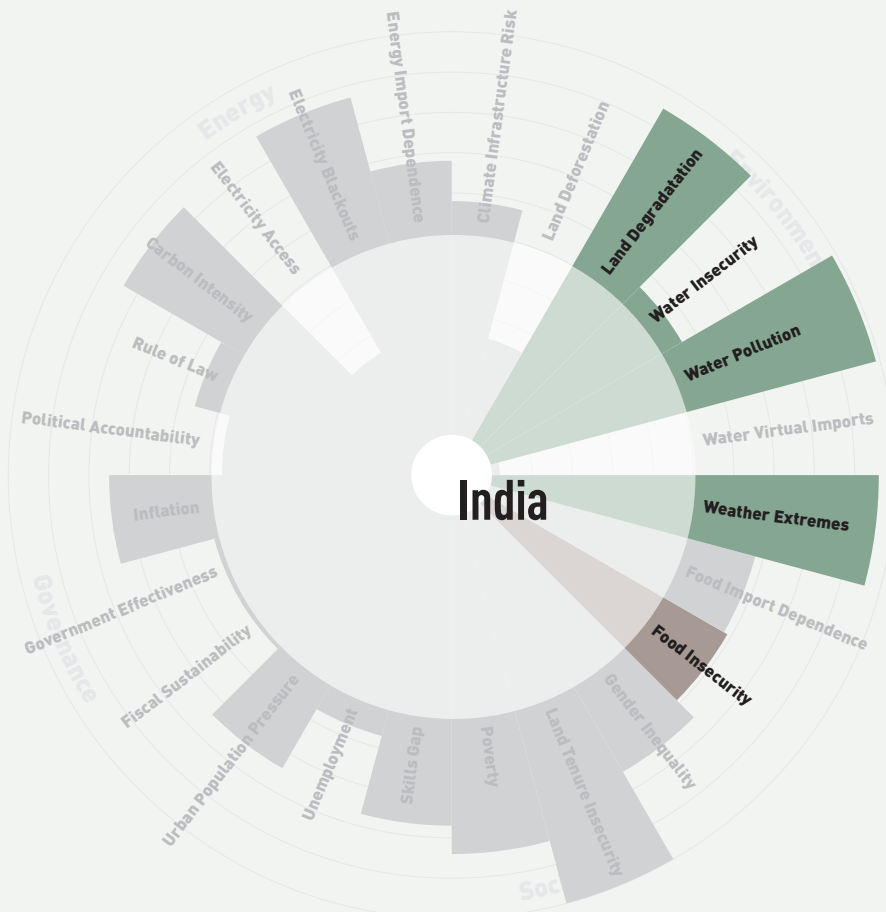 India
Energy
Environmen
Soc
Governance
Climate Infrastructure Risk
Land Deforestation
Land Degradatation
Water Insecurity
Water Pollution
Water Virtual Imports
Weather Extremes
Food Import Dependence
Food Insecurity
Gender Inequality
Land Tenure Insecurity
Poverty
Skills Gap
Unemployment
Urban Population Pressure
Fiscal Sustainability
Government Effectiveness
Inflation
Political Accountability
Rule of Law
Carbon Intensity
Electricity Access
Electricity Blackouts
Energy Import Dependence